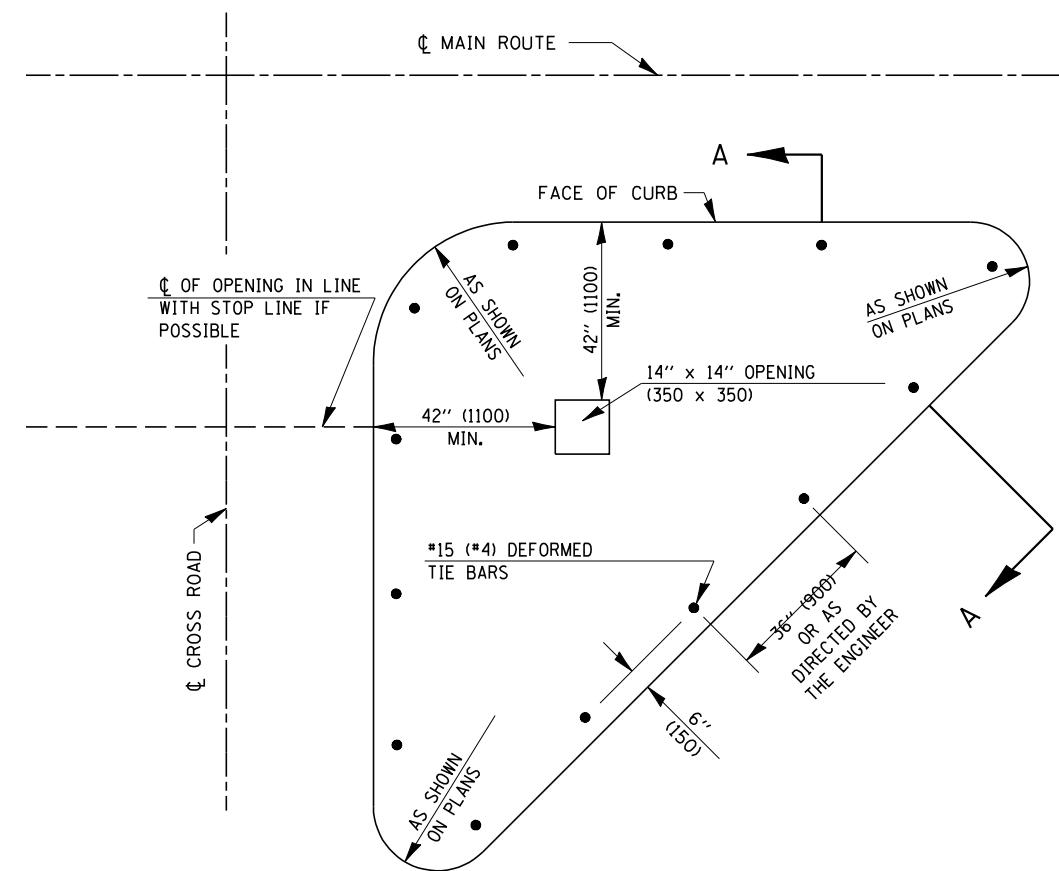 ℄ MAIN ROUTE
A
FACE OF CURB
℄ OF OPENING IN LINE
WITH STOP LINE IF
POSSIBLE
AS SHOWN
ON PLANS
42'' (1100)
MIN.
AS SHOWN
ON PLANS
14'' x 14'' OPENING
(350 x 350)
42'' (1100)
MIN.
#15 (#4) DEFORMED
TIE BARS
℄ CROSS ROAD
36'' (900)
OR AS
DIRECTED BY
THE ENGINEER
A
6''
(150)
AS SHOWN
ON PLANS